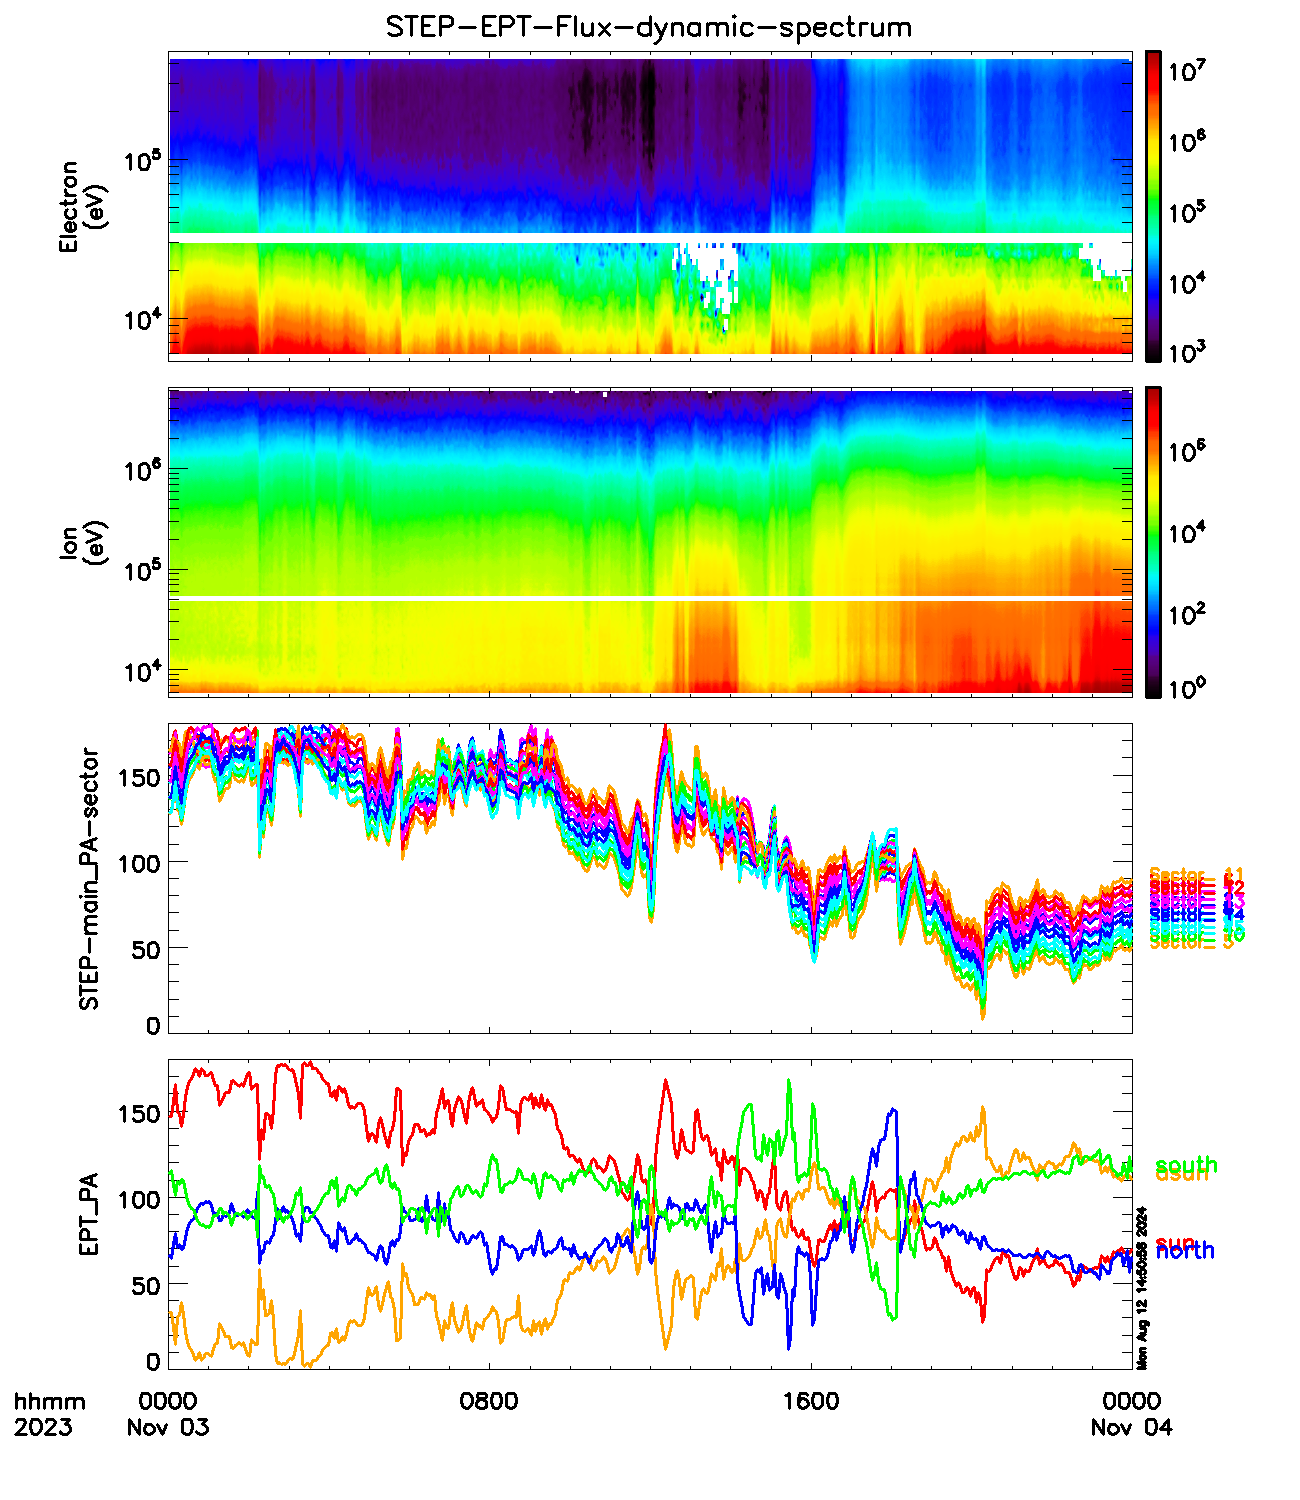 STEP-EPT-Flux-dynamic-spectrum
Electron
(eV)
10^5
10^4
10^7
10^6
10^5
10^4
10^3
Ion
(eV)
10^6
10^5
10^4
10^6
10^4
10^2
10^0
STEP-main_PA-sector
150
100
50
0
EPT_PA
150
100
50
0
south
asun
sun
north
Mon Aug 12 14:50:56 2024
hhmm
0000
0800
1600
0000
2023
Nov 03
Nov 04